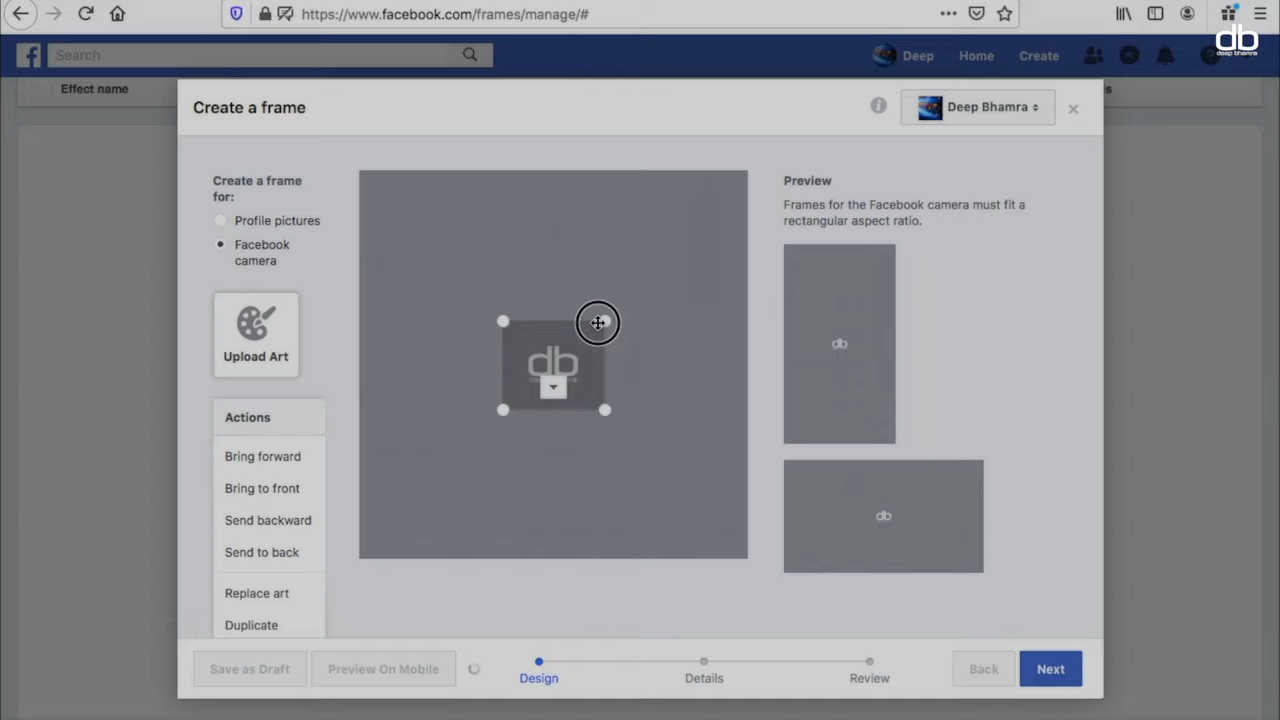 https://www.facebook.com/frames/manage/#
db
deep bhamra
Search
Deep
Home
Create
Effect name
Create a frame
Deep Bhamra
Create a frame
for:
Profile pictures
Facebook
camera
Upload Art
Actions
Bring forward
Bring to front
Send backward
Send to back
Replace art
Duplicate
db
Preview
Frames for the Facebook camera must fit a
rectangular aspect ratio.
db
db
Save as Draft
Preview On Mobile
Design
Details
Review
Back
Next